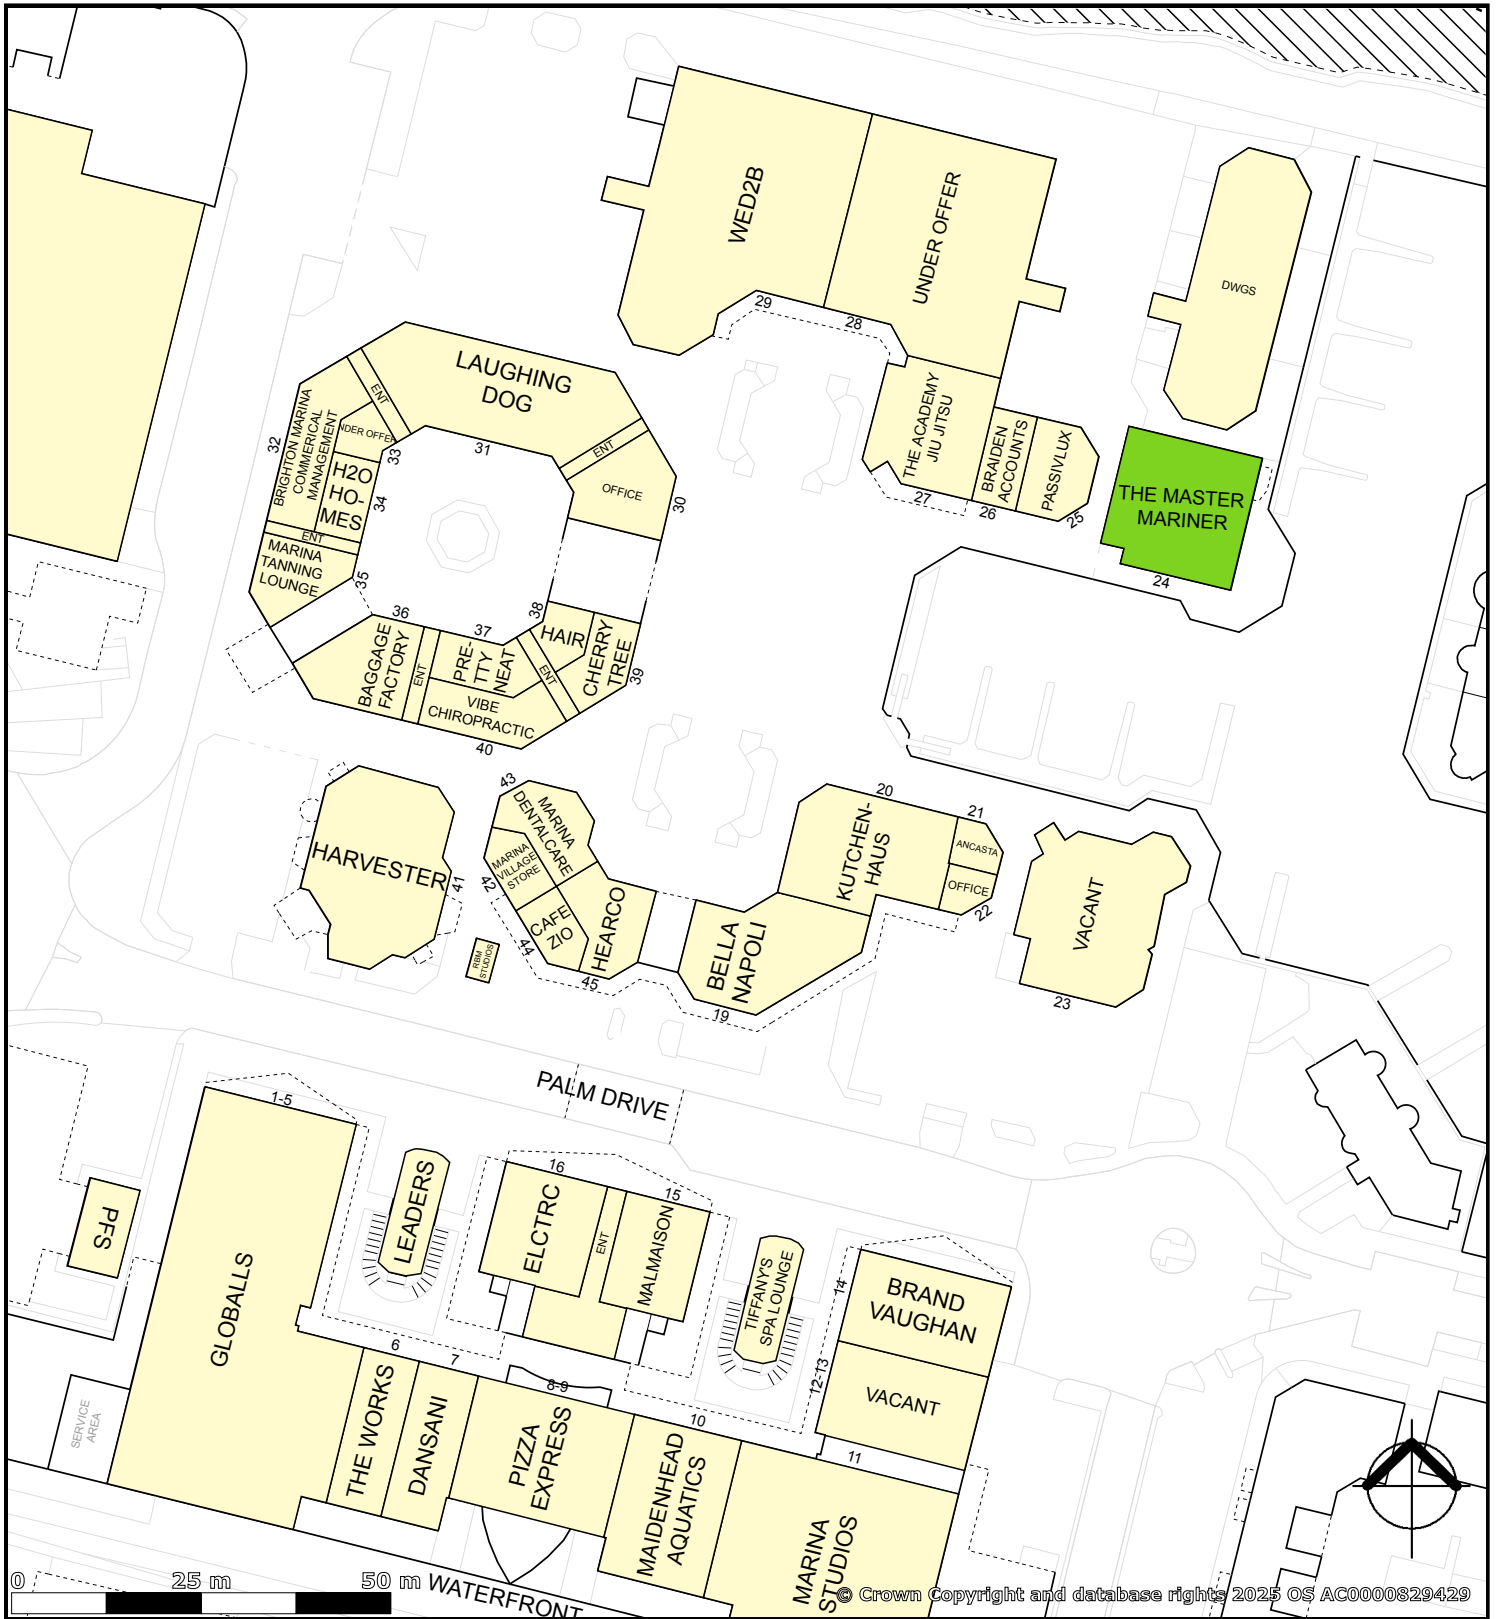 WED2B
UNDER OFFER
DWGS
29
28
LAUGHING
DOG
ENT
ENT
BRIGHTON MARINA
COMMERICAL
MANAGEMENT
NDER OFFER
32
33
31
H2O
HO-
MES
34
OFFICE
30
THE ACADEMY
JIU JITSU
BRAIDEN
ACCOUNTS
PASSIVLUX
27
26
25
THE MASTER
MARINER
24
ENT
MARINA
TANNING
LOUNGE
35
36
37
38
HAIR
CHERRY
TREE
39
BAGGAGE
FACTORY
ENT
PRE-
TTY
NEAT
ENT
VIBE
CHIROPRACTIC
40
HARVESTER
41
43
MARINA
DENTALCARE
MARINA
VILLAGE
STORE
42
CAFE
ZIO
44
HEARCO
45
RBM
STUDIOS
20
21
KUTCHEN-
HAUS
ANCASTA
OFFICE
22
BELLA
NAPOLI
19
VACANT
23
PALM DRIVE
1-5
PFS
GLOBALLS
LEADERS
16
15
ELCTRC
ENT
MALMAISON
TIFFANY'S
SPA LOUNGE
14
BRAND
VAUGHAN
12-13
VACANT
6
7
8-9
10
11
SERVICE
AREA
THE WORKS
DANSANI
PIZZA
EXPRESS
MAIDENHEAD
AQUATICS
MARINA
STUDIOS
WATERFRONT
0 25 m 50 m
© Crown Copyright and database rights 2025 OS AC0000829429